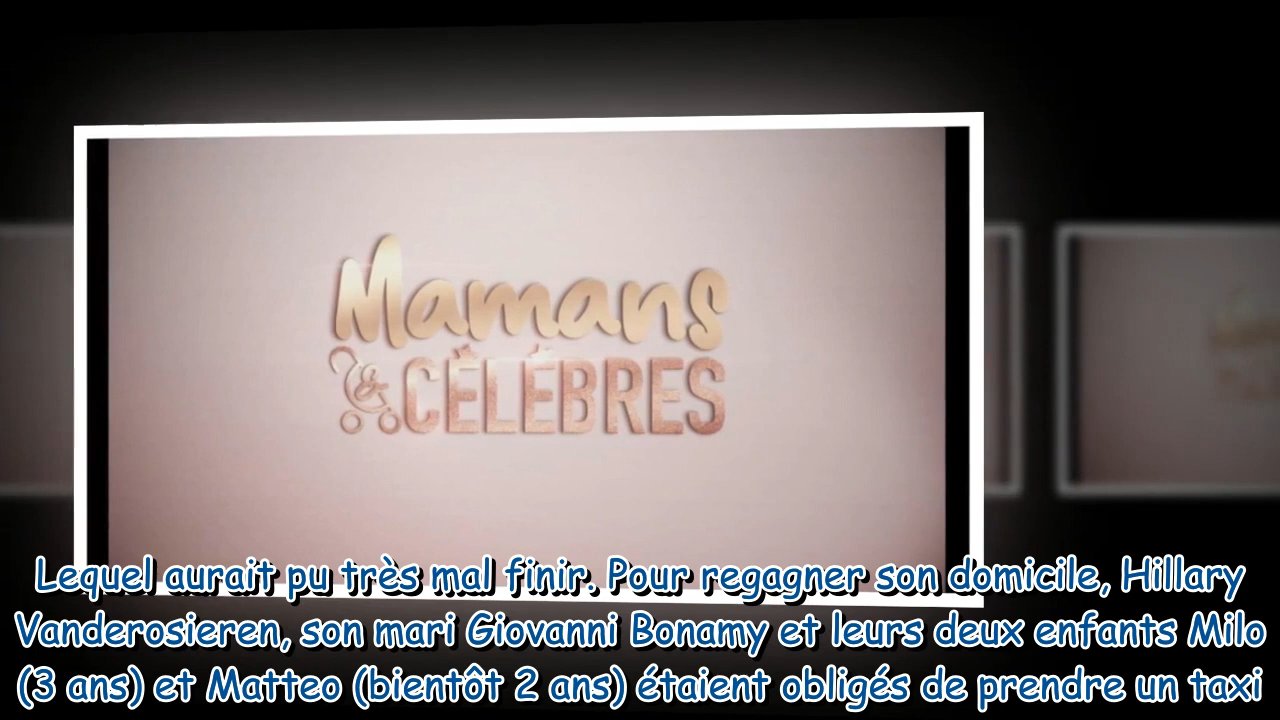 Mamans
& CÉLÈBRES
Lequel aurait pu très mal finir. Pour regagner son domicile, Hillary
Vanderosieren, son mari Giovanni Bonamy et leurs deux enfants Milo
(3 ans) et Matteo (bientôt 2 ans) étaient obligés de prendre un taxi